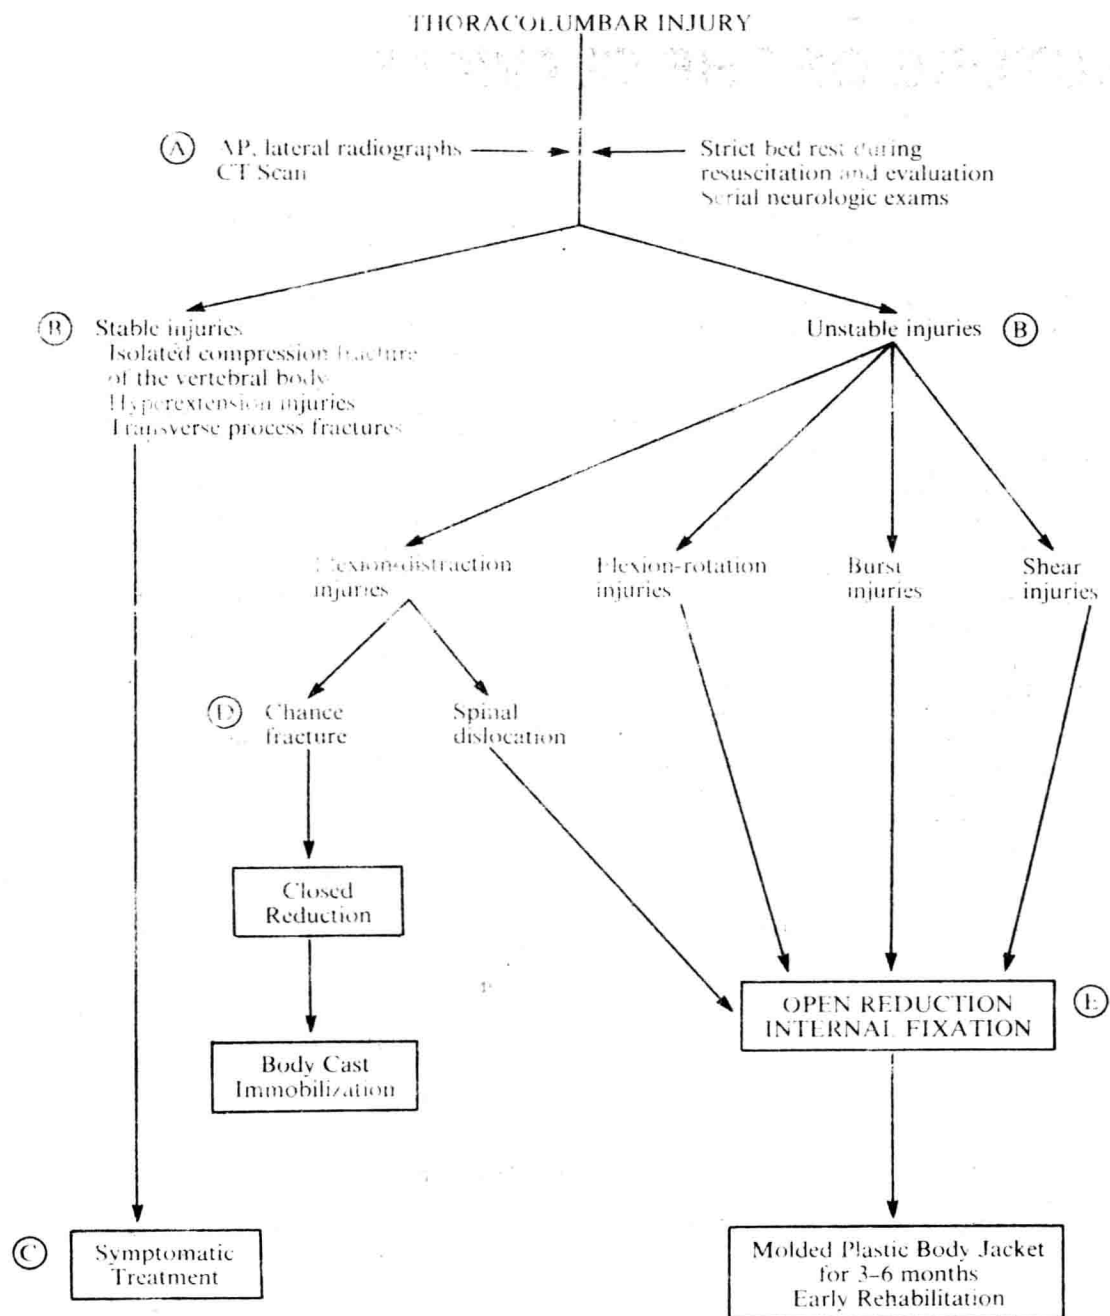 THORACOLUMBAR INJURY
A
AP, lateral radiographs
CT Scan
Strict bed rest during
resuscitation and evaluation
Serial neurologic exams
B
Stable injuries
Isolated compression fracture
of the vertebral body
Hyperextension injuries
Transverse process fractures
Unstable injuries
B
Flexion-distraction
injuries
Flexion-rotation
injuries
Burst
injuries
Shear
injuries
D
Chance
fracture
Spinal
dislocation
Closed
Reduction
Body Cast
Immobilization
OPEN REDUCTION
INTERNAL FIXATION
E
C
Symptomatic
Treatment
Molded Plastic Body Jacket
for 3–6 months
Early Rehabilitation